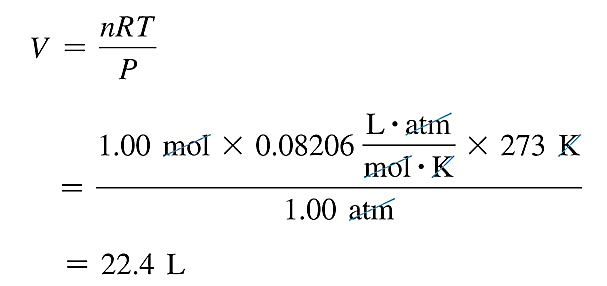 V = nRT / P
= 1.00 mol × 0.08206 L · atm / mol · K × 273 K / 1.00 atm
= 22.4 L